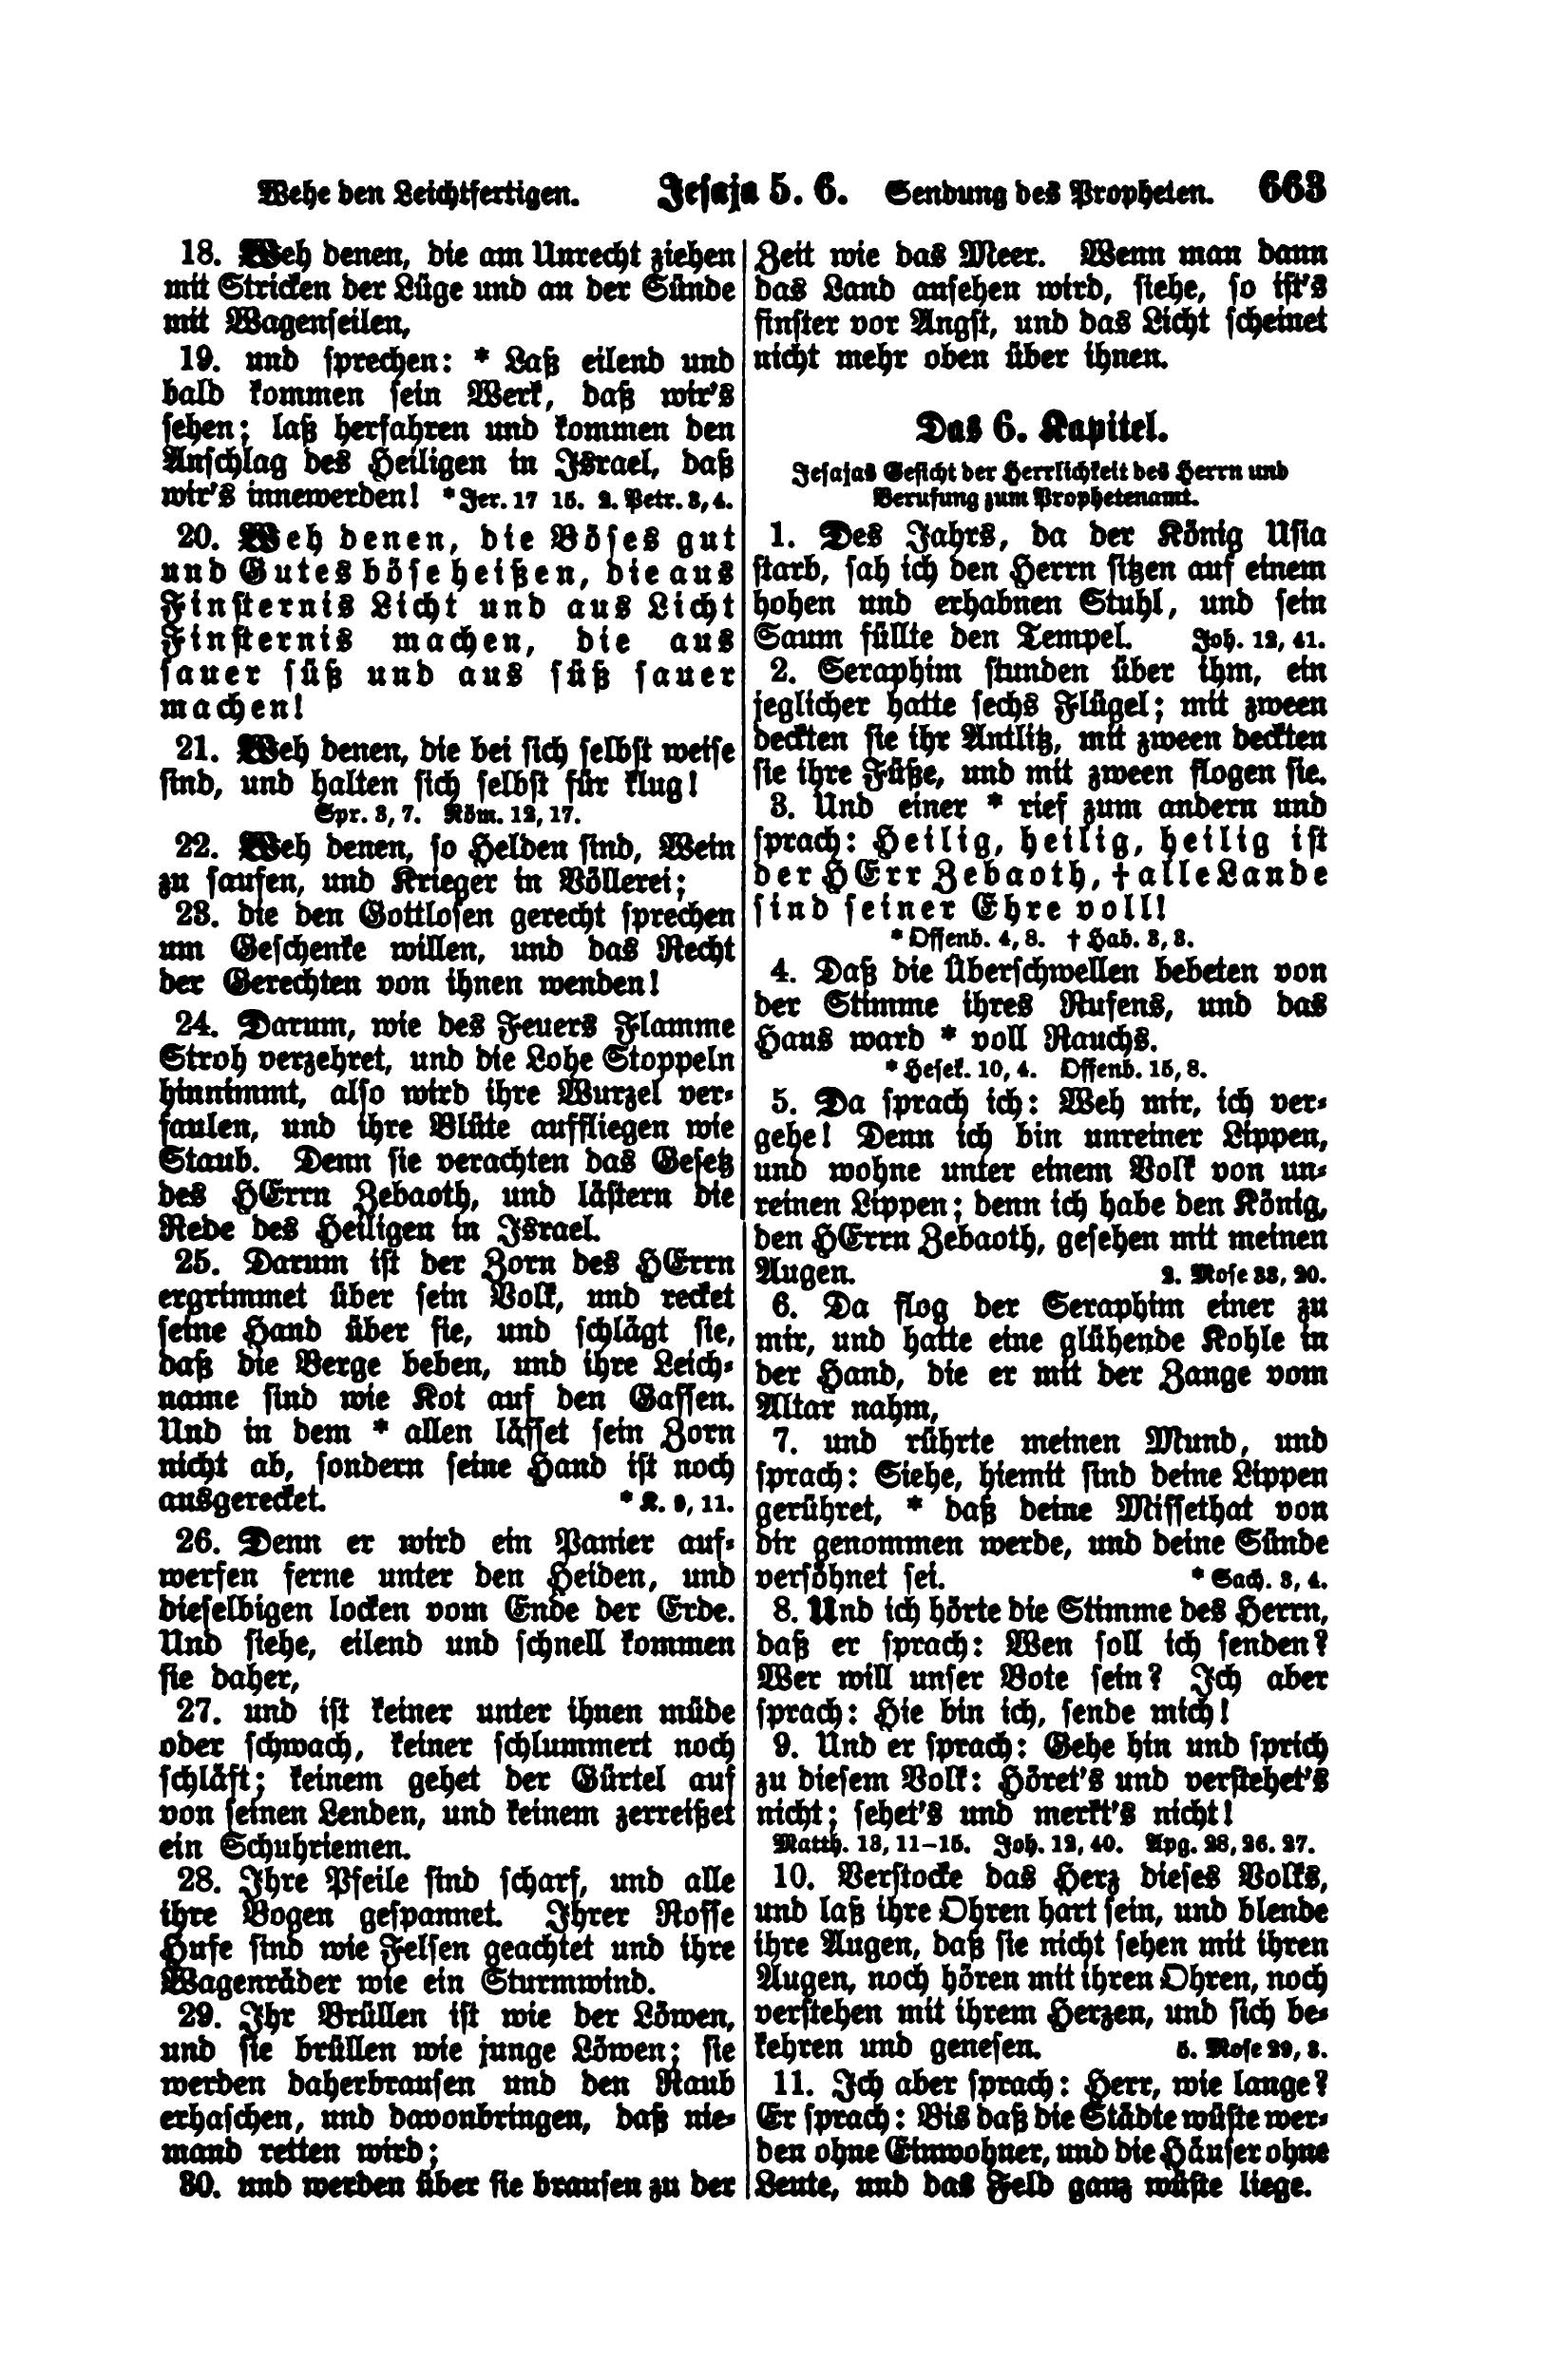 Wehe den Leichtfertigen. Jesaja 5. 6. Sendung des Propheten. 663
18. Weh denen, die am Unrecht ziehen
mit Stricken der Lüge und an der Sünde
mit Wagenseilen,
19. und sprechen: * Laß eilend und
bald kommen sein Werk, daß wir's
sehen; laß herfahren und kommen den
Anschlag des Heiligen in Israel, daß
wir's innewerden! *Jer. 17 15. 2. Petr. 3, 4.
20. Weh denen, die Böses gut
und Gutes böse heißen, die aus
Finsternis Licht und aus Licht
Finsternis machen, die aus
sauer süß und aus süß sauer
machen!
21. Weh denen, die bei sich selbst weise
sind, und halten sich selbst für klug!
Spr. 3, 7. Röm. 12, 17.
22. Weh denen, so Helden sind, Wein
zu saufen, und Krieger in Völlerei;
23. die den Gottlosen gerecht sprechen
um Geschenke willen, und das Recht
der Gerechten von ihnen wenden!
24. Darum, wie des Feuers Flamme
Stroh verzehret, und die Lohe Stoppeln
hinnimmt, also wird ihre Wurzel ver-
faulen, und ihre Blüte auffliegen wie
Staub. Denn sie verachten das Gesetz
des HErrn Zebaoth, und lästern die
Rede des Heiligen in Israel.
25. Darum ist der Zorn des HErrn
ergrimmet über sein Volk, und recket
seine Hand über sie, und schlägt sie,
daß die Berge beben, und ihre Leich-
name sind wie Kot auf den Gassen.
Und in dem * allen lässet sein Zorn
nicht ab, sondern seine Hand ist noch
ausgerecket. * K. 9, 11.
26. Denn er wird ein Panier auf-
werfen ferne unter den Heiden, und
dieselbigen locken vom Ende der Erde.
Und siehe, eilend und schnell kommen
sie daher,
27. und ist keiner unter ihnen müde
oder schwach, keiner schlummert noch
schläft; keinem gehet der Gürtel auf
von seinen Lenden, und keinem zerreißet
ein Schuhriemen.
28. Ihre Pfeile sind scharf, und alle
ihre Bogen gespannet. Ihrer Rosse
Hufe sind wie Felsen geachtet und ihre
Wagenräder wie ein Sturmwind.
29. Ihr Brüllen ist wie der Löwen,
und sie brüllen wie junge Löwen; sie
werden daherbrausen und den Raub
erhaschen, und davonbringen, daß nie-
mand retten wird;
30. und werden über sie brausen zu der
Zeit wie das Meer. Wenn man dann
das Land ansehen wird, siehe, so ist's
finster vor Angst, und das Licht scheinet
nicht mehr oben über ihnen.
Das 6. Kapitel.
Jesajas Gesicht der Herrlichkeit des Herrn und
Berufung zum Prophetenamt.
1. Des Jahrs, da der König Usia
starb, sah ich den Herrn sitzen auf einem
hohen und erhabnen Stuhl, und sein
Saum füllte den Tempel. Joh. 12, 41.
2. Seraphim stunden über ihm, ein
jeglicher hatte sechs Flügel; mit zween
deckten sie ihr Antlitz, mit zween deckten
sie ihre Füße, und mit zween flogen sie.
3. Und einer * rief zum andern und
sprach: Heilig, heilig, heilig ist
der HErr Zebaoth, † alle Lande
sind seiner Ehre voll!
* Offenb. 4, 8. † Hab. 3, 3.
4. Daß die Überschwellen bebeten von
der Stimme ihres Rufens, und das
Haus ward * voll Rauchs.
* Hesek. 10, 4. Offenb. 15, 8.
5. Da sprach ich: Weh mir, ich ver-
gehe! Denn ich bin unreiner Lippen,
und wohne unter einem Volk von un-
reinen Lippen; denn ich habe den König,
den HErrn Zebaoth, gesehen mit meinen
Augen. 2. Mose 33, 20.
6. Da flog der Seraphim einer zu
mir, und hatte eine glühende Kohle in
der Hand, die er mit der Zange vom
Altar nahm,
7. und rührte meinen Mund, und
sprach: Siehe, hiemit sind deine Lippen
gerühret, * daß deine Missethat von
dir genommen werde, und deine Sünde
versöhnet sei. * Sach. 3, 4.
8. Und ich hörte die Stimme des Herrn,
daß er sprach: Wen soll ich senden?
Wer will unser Bote sein? Ich aber
sprach: Hie bin ich, sende mich!
9. Und er sprach: Gehe hin und sprich
zu diesem Volk: Höret's und verstehet's
nicht; sehet's und merkt's nicht!
Matth. 13, 11–15. Joh. 12, 40. Apg. 28, 26. 27.
10. Verstocke das Herz dieses Volks,
und laß ihre Ohren hart sein, und blende
ihre Augen, daß sie nicht sehen mit ihren
Augen, noch hören mit ihren Ohren, noch
verstehen mit ihrem Herzen, und sich be-
kehren und genesen. 5. Mose 29, 3.
11. Ich aber sprach: Herr, wie lange?
Er sprach: Bis daß die Städte wüste wer-
den ohne Einwohner, und die Häuser ohne
Leute, und das Feld ganz wüste liege.